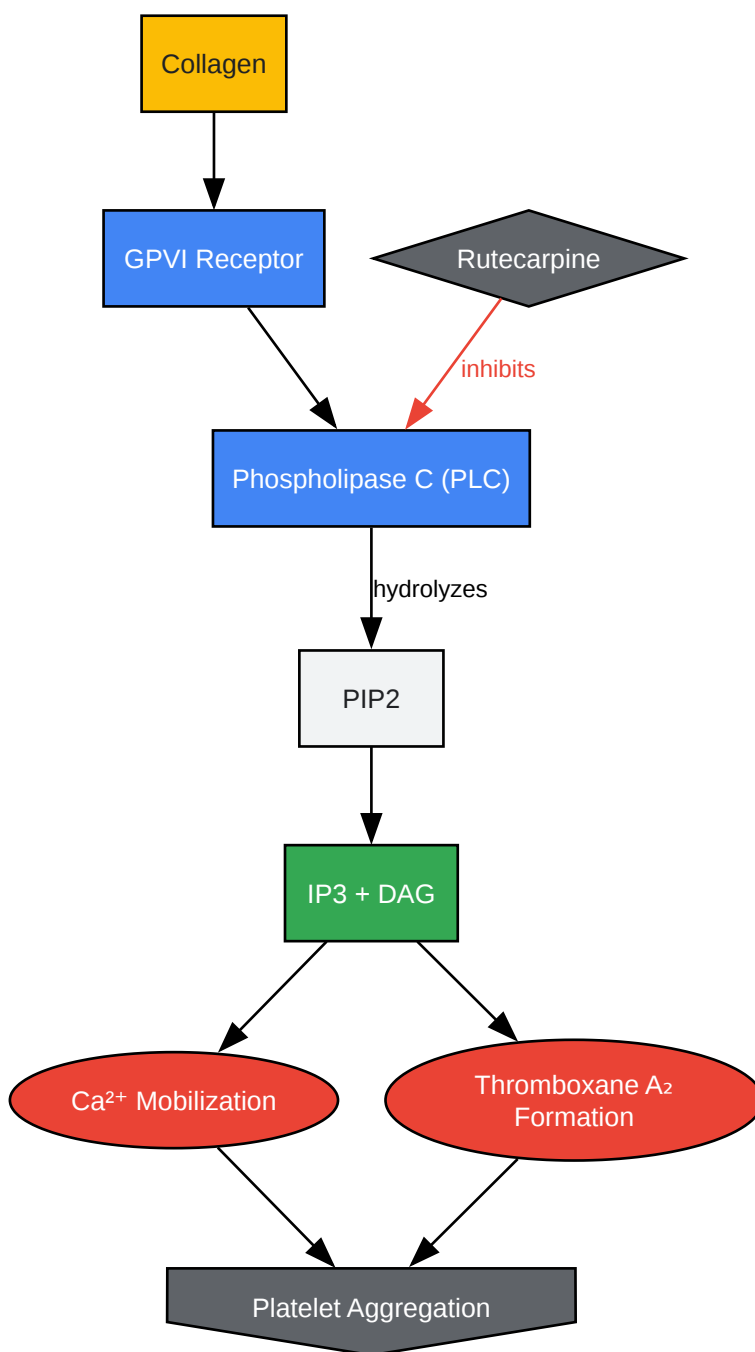 Collagen
GPVI Receptor
Rutecarpine
inhibits
Phospholipase C (PLC)
hydrolyzes
PIP2
IP3 + DAG
Ca²⁺ Mobilization
Thromboxane A₂
Formation
Platelet Aggregation